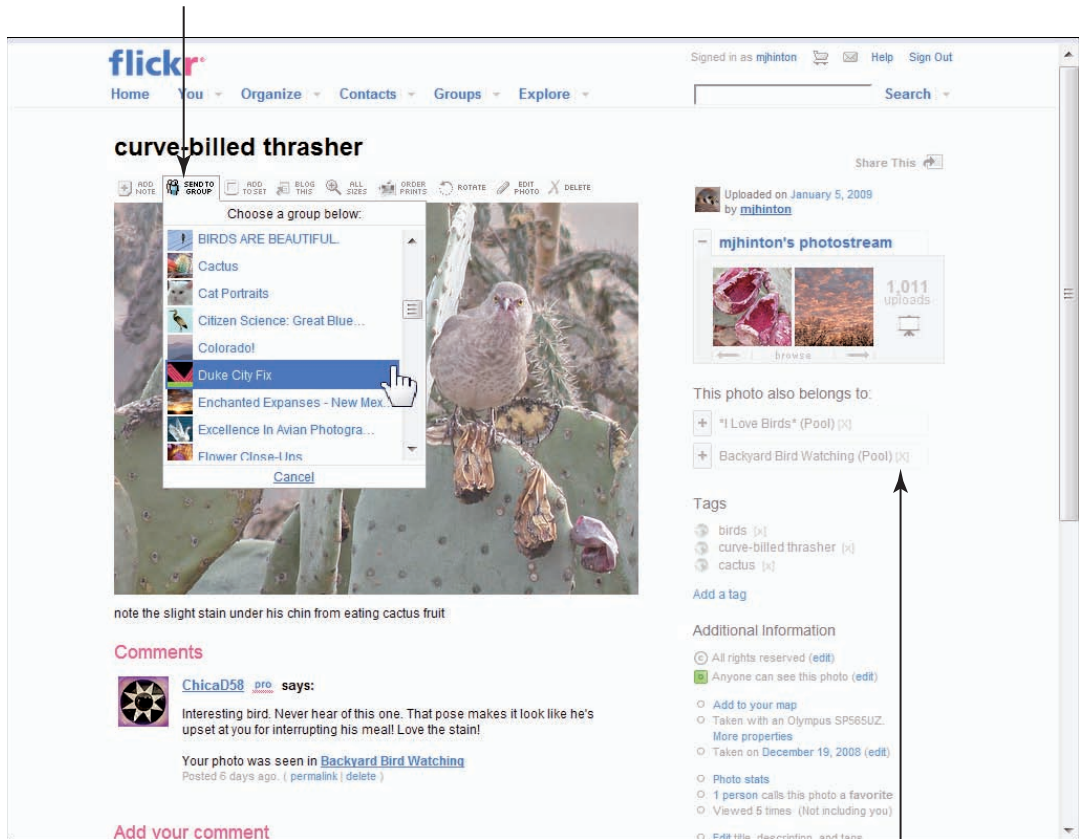 flickr
Signed in as mjhinton Help Sign Out
Home You Organize Contacts Groups Explore Search
curve-billed thrasher
Share This
ADD NOTE SEND TO GROUP ADD TO SET BLOG THIS ALL SIZES ORDER PRINTS ROTATE EDIT PHOTO DELETE
Choose a group below:
BIRDS ARE BEAUTIFUL.
Cactus
Cat Portraits
Citizen Science: Great Blue...
Colorado!
Duke City Fix
Enchanted Expanses - New Mex...
Excellence In Avian Photogra...
Flower Close-Ups
Cancel
note the slight stain under his chin from eating cactus fruit
Comments
ChicaD58 pro says:
Interesting bird. Never hear of this one. That pose makes it look like he's
upset at you for interrupting his meal! Love the stain!
Your photo was seen in Backyard Bird Watching
Posted 6 days ago. ( permalink | delete )
Add your comment
Uploaded on January 5, 2009
by mjhinton
mjhinton's photostream
1,011
uploads
browse
This photo also belongs to:
*I Love Birds* (Pool) [X]
Backyard Bird Watching (Pool) [X]
Tags
birds [x]
curve-billed thrasher [x]
cactus [x]
Add a tag
Additional Information
All rights reserved (edit)
Anyone can see this photo (edit)
Add to your map
Taken with an Olympus SP565UZ.
More properties
Taken on December 19, 2008 (edit)
Photo stats
1 person calls this photo a favorite
Viewed 5 times (Not including you)
Edit title, description, and tags